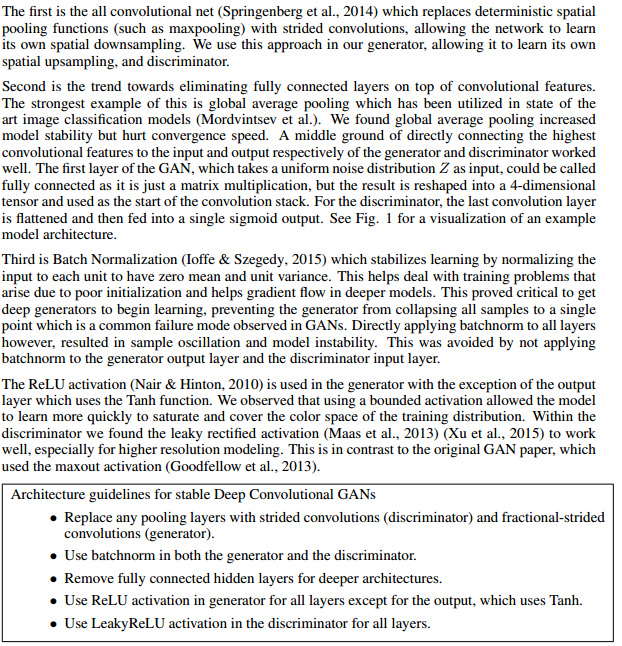 The first is the all convolutional net (Springenberg et al., 2014) which replaces deterministic spatial
pooling functions (such as maxpooling) with strided convolutions, allowing the network to learn
its own spatial downsampling. We use this approach in our generator, allowing it to learn its own
spatial upsampling, and discriminator.
Second is the trend towards eliminating fully connected layers on top of convolutional features.
The strongest example of this is global average pooling which has been utilized in state of the
art image classification models (Mordvintsev et al.). We found global average pooling increased
model stability but hurt convergence speed. A middle ground of directly connecting the highest
convolutional features to the input and output respectively of the generator and discriminator worked
well. The first layer of the GAN, which takes a uniform noise distribution Z as input, could be called
fully connected as it is just a matrix multiplication, but the result is reshaped into a 4-dimensional
tensor and used as the start of the convolution stack. For the discriminator, the last convolution layer
is flattened and then fed into a single sigmoid output. See Fig. 1 for a visualization of an example
model architecture.
Third is Batch Normalization (Ioffe & Szegedy, 2015) which stabilizes learning by normalizing the
input to each unit to have zero mean and unit variance. This helps deal with training problems that
arise due to poor initialization and helps gradient flow in deeper models. This proved critical to get
deep generators to begin learning, preventing the generator from collapsing all samples to a single
point which is a common failure mode observed in GANs. Directly applying batchnorm to all layers
however, resulted in sample oscillation and model instability. This was avoided by not applying
batchnorm to the generator output layer and the discriminator input layer.
The ReLU activation (Nair & Hinton, 2010) is used in the generator with the exception of the output
layer which uses the Tanh function. We observed that using a bounded activation allowed the model
to learn more quickly to saturate and cover the color space of the training distribution. Within the
discriminator we found the leaky rectified activation (Maas et al., 2013) (Xu et al., 2015) to work
well, especially for higher resolution modeling. This is in contrast to the original GAN paper, which
used the maxout activation (Goodfellow et al., 2013).
Architecture guidelines for stable Deep Convolutional GANs
• Replace any pooling layers with strided convolutions (discriminator) and fractional-strided
convolutions (generator).
• Use batchnorm in both the generator and the discriminator.
• Remove fully connected hidden layers for deeper architectures.
• Use ReLU activation in generator for all layers except for the output, which uses Tanh.
• Use LeakyReLU activation in the discriminator for all layers.